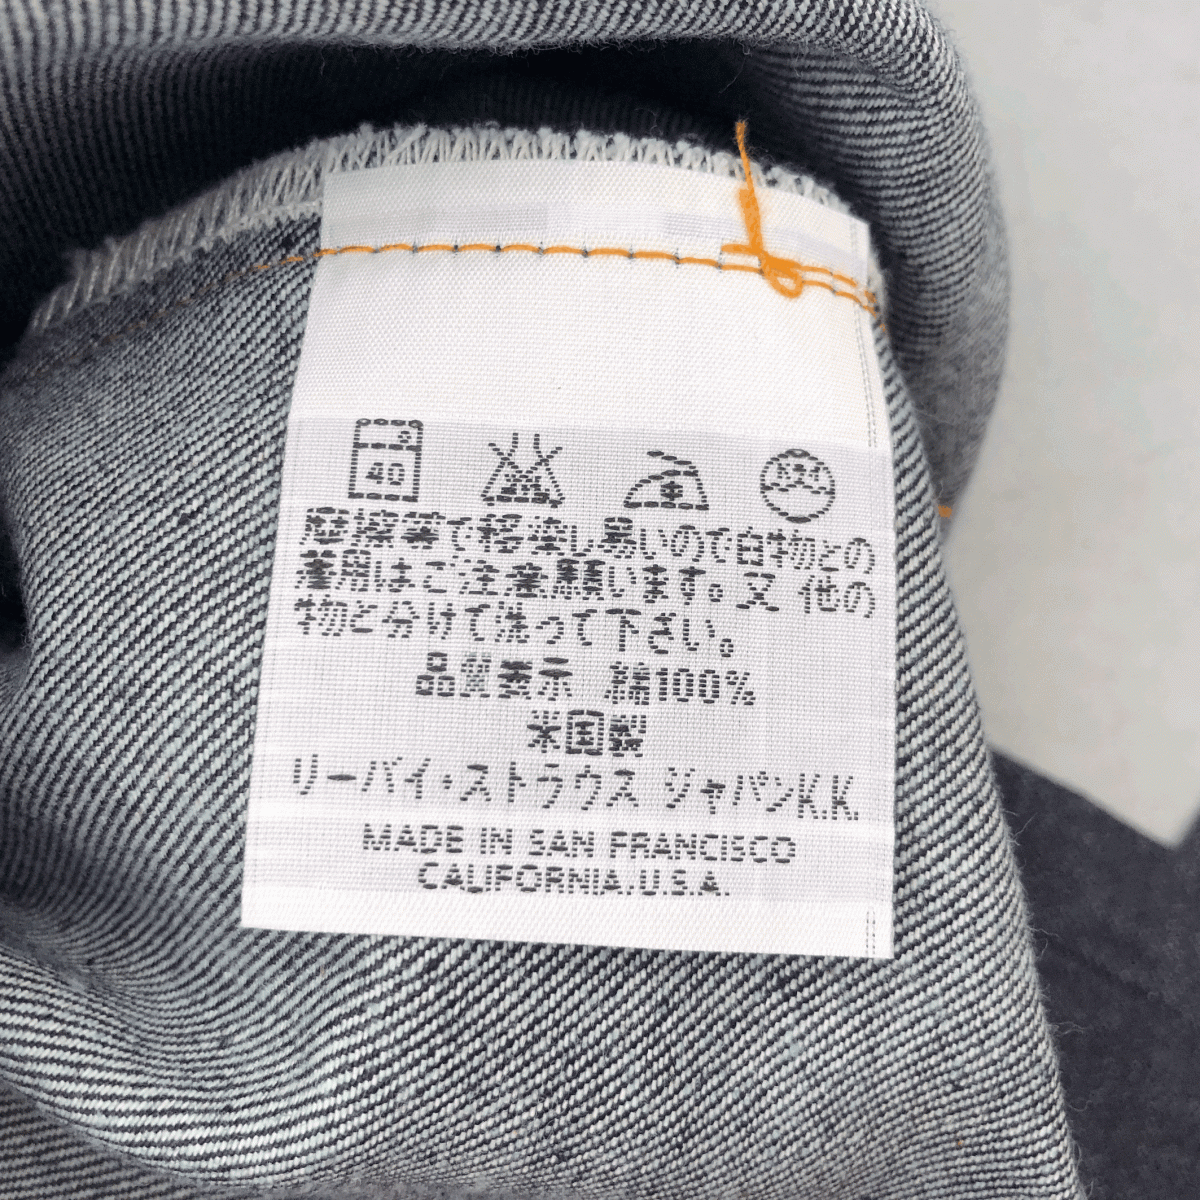 40
摩擦等で移染し易いので白物との
着用はご注意願います。又 他の
物と分けて洗って下さい。
品質表示 綿100%
米国製
リーバイ・ストラウス ジャパンK.K.
MADE IN SAN FRANCISCO
CALIFORNIA.U.S.A.